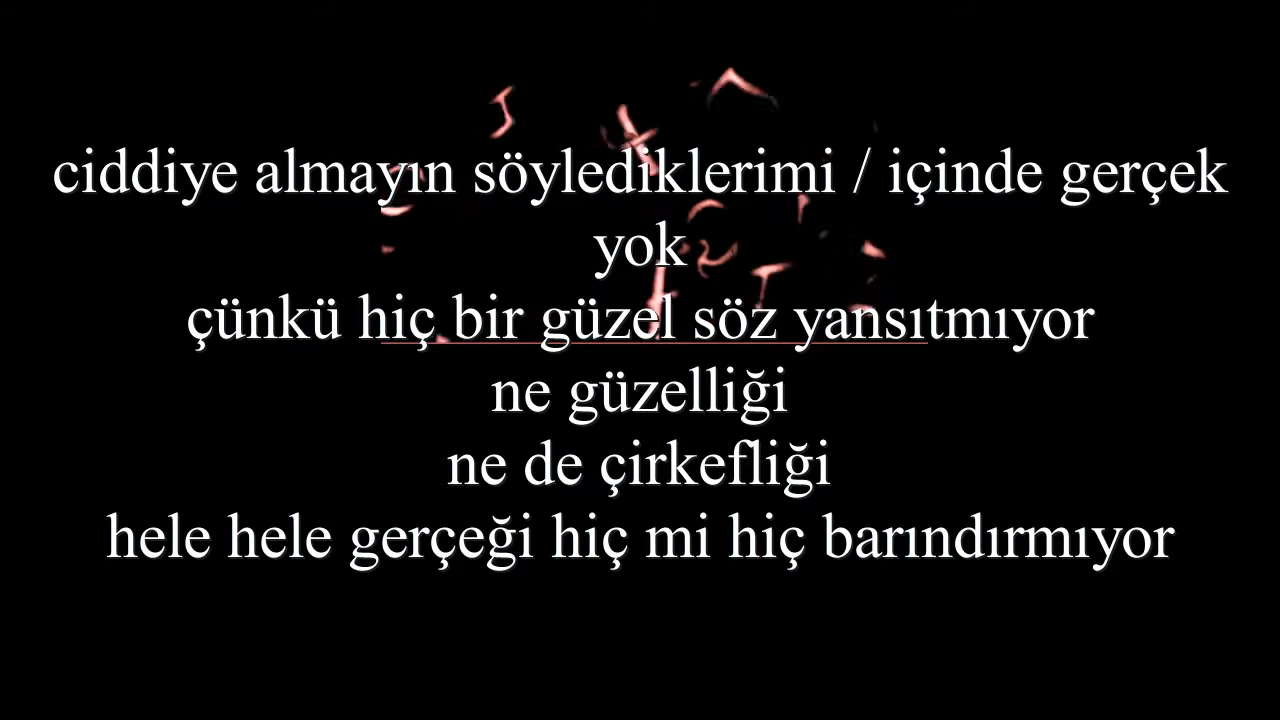 ciddiye almayın söylediklerimi / içinde gerçek
yok
çünkü hiç bir güzel söz yansıtmıyor
ne güzelliği
ne de çirkefliği
hele hele gerçeği hiç mi hiç barındırmıyor